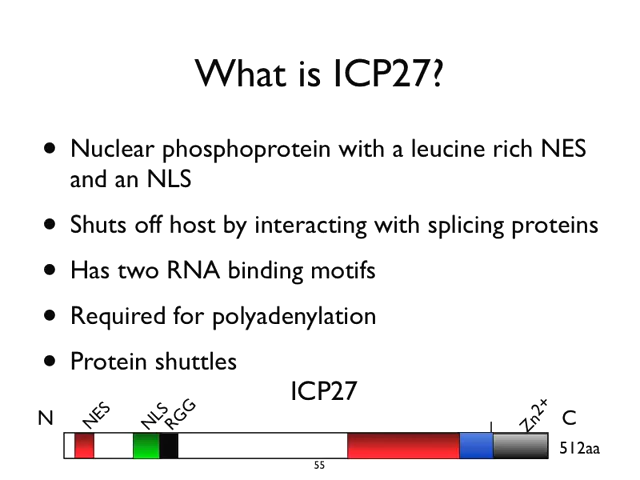 What is ICP27?
• Nuclear phosphoprotein with a leucine rich NES
and an NLS
• Shuts off host by interacting with splicing proteins
• Has two RNA binding motifs
• Required for polyadenylation
• Protein shuttles
ICP27
N NES NLS RGG Zn2+ C
512aa
55